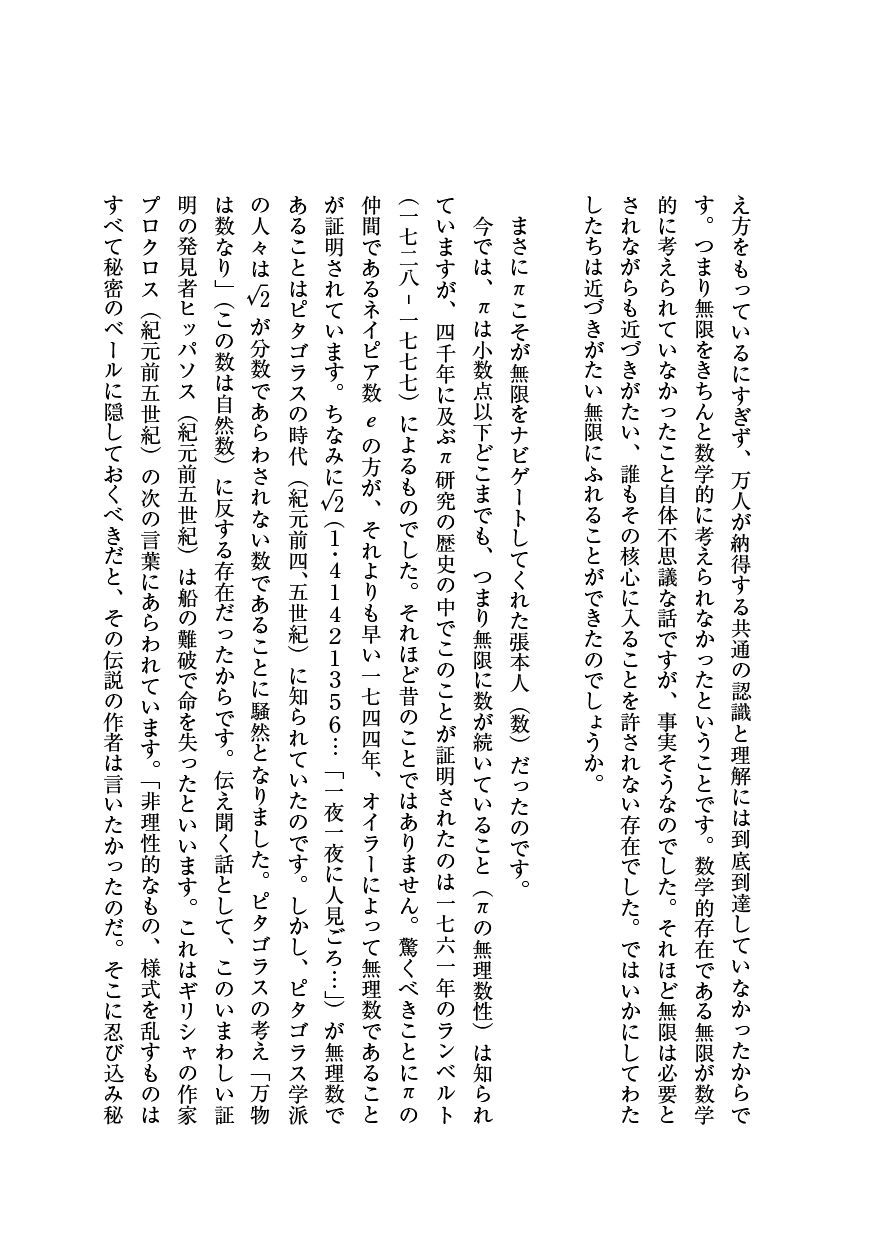 え方をもっているにすぎず、万人が納得する共通の認識と理解には到底到達していなかったからで
す。つまり無限をきちんと数学的に考えられなかったということです。数学的存在である無限が数学
的に考えられていなかったこと自体不思議な話ですが、事実そうなのでした。それほど無限は必要と
されながらも近づきがたい、誰もその核心に入ることを許されない存在でした。ではいかにしてわた
したちは近づきがたい無限にふれることができたのでしょうか。
まさにπこそが無限をナビゲートしてくれた張本人（数）だったのです。
今では、πは小数点以下どこまでも、つまり無限に数が続いていること（πの無理数性）は知られ
ていますが、四千年に及ぶπ研究の歴史の中でこのことが証明されたのは一七六一年のランベルト
（一七二八－一七七七）によるものでした。それほど昔のことではありません。驚くべきことにπの
仲間であるネイピア数eの方が、それよりも早い一七四四年、オイラーによって無理数であること
が証明されています。ちなみに√2（1・41421356…「一夜一夜に人見ごろ…」）が無理数で
あることはピタゴラスの時代（紀元前四、五世紀）に知られていたのです。しかし、ピタゴラス学派
の人々は√2が分数であらわされない数であることに騒然となりました。ピタゴラスの考え「万物
は数なり」（この数は自然数）に反する存在だったからです。伝え聞く話として、このいまわしい証
明の発見者ヒッパソス（紀元前五世紀）は船の難破で命を失ったといいます。これはギリシャの作家
プロクロス（紀元前五世紀）の次の言葉にあらわれています。「非理性的なもの、様式を乱すものは
すべて秘密のベールに隠しておくべきだと、その伝説の作者は言いたかったのだ。そこに忍び込み秘